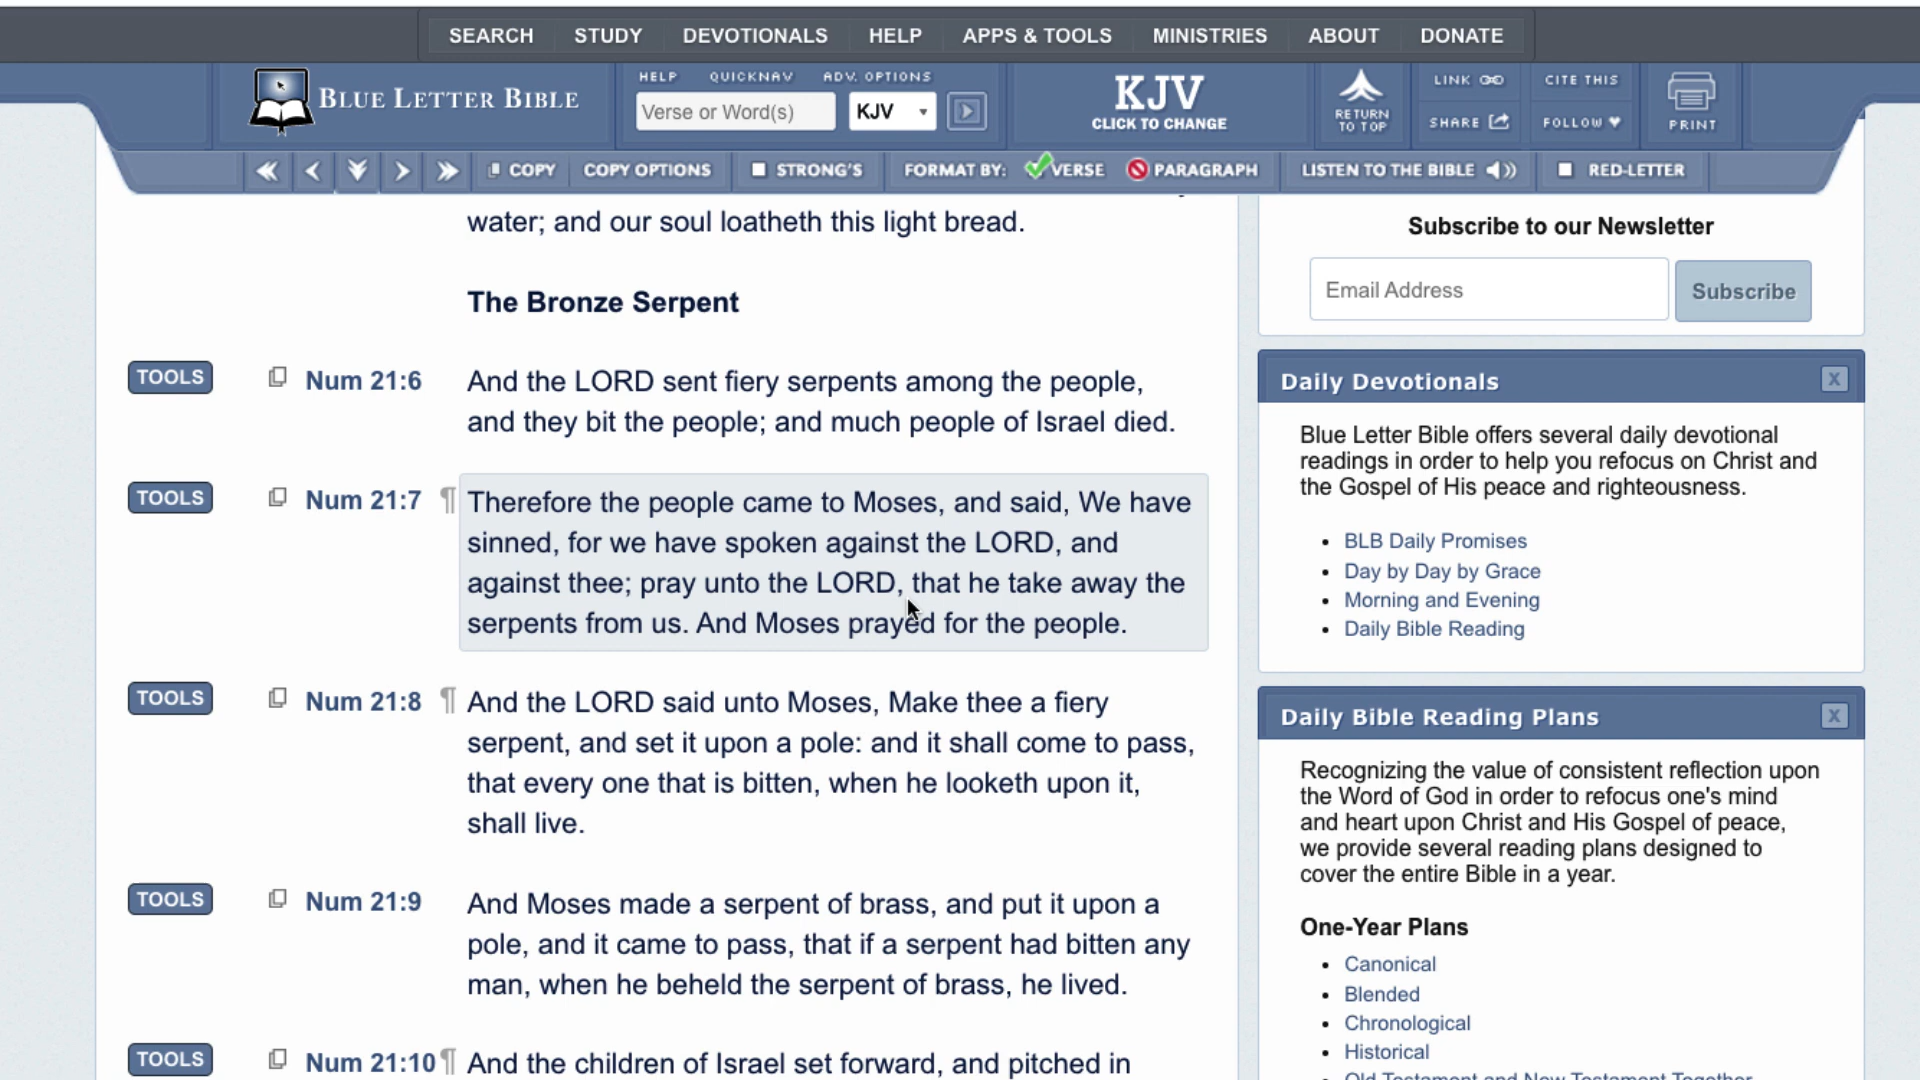 SEARCH STUDY DEVOTIONALS HELP APPS & TOOLS MINISTRIES ABOUT DONATE
BLUE LETTER BIBLE
HELP QUICKNAV ADV. OPTIONS
Verse or Word(s) KJV
KJV
CLICK TO CHANGE
RETURN
TO TOP
LINK
SHARE
CITE THIS
FOLLOW
PRINT
COPY COPY OPTIONS STRONG'S FORMAT BY: VERSE PARAGRAPH LISTEN TO THE BIBLE RED-LETTER
water; and our soul loatheth this light bread.
The Bronze Serpent
TOOLS Num 21:6 And the LORD sent fiery serpents among the people,
and they bit the people; and much people of Israel died.
TOOLS Num 21:7 ¶ Therefore the people came to Moses, and said, We have
sinned, for we have spoken against the LORD, and
against thee; pray unto the LORD, that he take away the
serpents from us. And Moses prayed for the people.
TOOLS Num 21:8 ¶ And the LORD said unto Moses, Make thee a fiery
serpent, and set it upon a pole: and it shall come to pass,
that every one that is bitten, when he looketh upon it,
shall live.
TOOLS Num 21:9 And Moses made a serpent of brass, and put it upon a
pole, and it came to pass, that if a serpent had bitten any
man, when he beheld the serpent of brass, he lived.
TOOLS Num 21:10 ¶ And the children of Israel set forward, and pitched in
Subscribe to our Newsletter
Email Address Subscribe
Daily Devotionals X
Blue Letter Bible offers several daily devotional
readings in order to help you refocus on Christ and
the Gospel of His peace and righteousness.
• BLB Daily Promises
• Day by Day by Grace
• Morning and Evening
• Daily Bible Reading
Daily Bible Reading Plans X
Recognizing the value of consistent reflection upon
the Word of God in order to refocus one's mind
and heart upon Christ and His Gospel of peace,
we provide several reading plans designed to
cover the entire Bible in a year.
One-Year Plans
• Canonical
• Blended
• Chronological
• Historical
Old Testament and New Testament Together